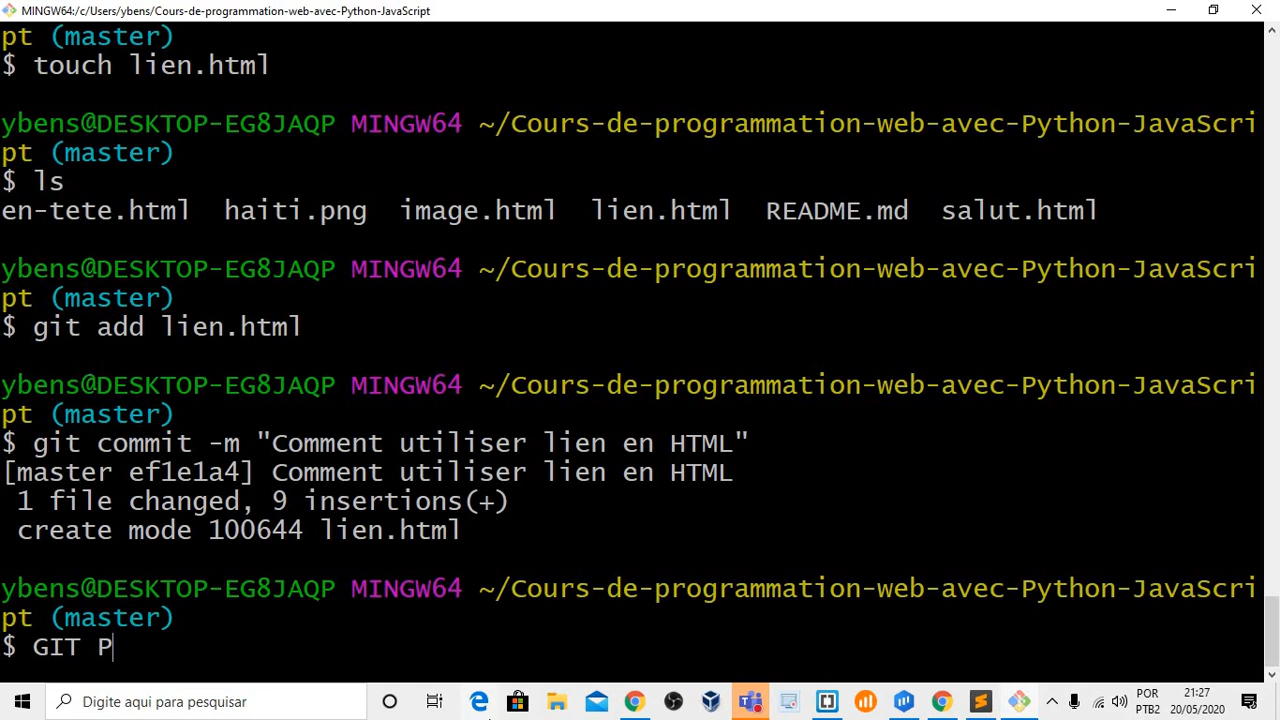 MINGW64:/c/Users/ybens/Cours-de-programmation-web-avec-Python-JavaScript
pt (master)
$ touch lien.html
ybens@DESKTOP-EG8JAQP MINGW64 ~/Cours-de-programmation-web-avec-Python-JavaScri
pt (master)
$ ls
en-tete.html haiti.png image.html lien.html README.md salut.html
ybens@DESKTOP-EG8JAQP MINGW64 ~/Cours-de-programmation-web-avec-Python-JavaScri
pt (master)
$ git add lien.html
ybens@DESKTOP-EG8JAQP MINGW64 ~/Cours-de-programmation-web-avec-Python-JavaScri
pt (master)
$ git commit -m "Comment utiliser lien en HTML"
[master ef1e1a4] Comment utiliser lien en HTML
1 file changed, 9 insertions(+)
create mode 100644 lien.html
ybens@DESKTOP-EG8JAQP MINGW64 ~/Cours-de-programmation-web-avec-Python-JavaScri
pt (master)
$ GIT P
Digite aqui para pesquisar
POR
PTB2
21:27
20/05/2020